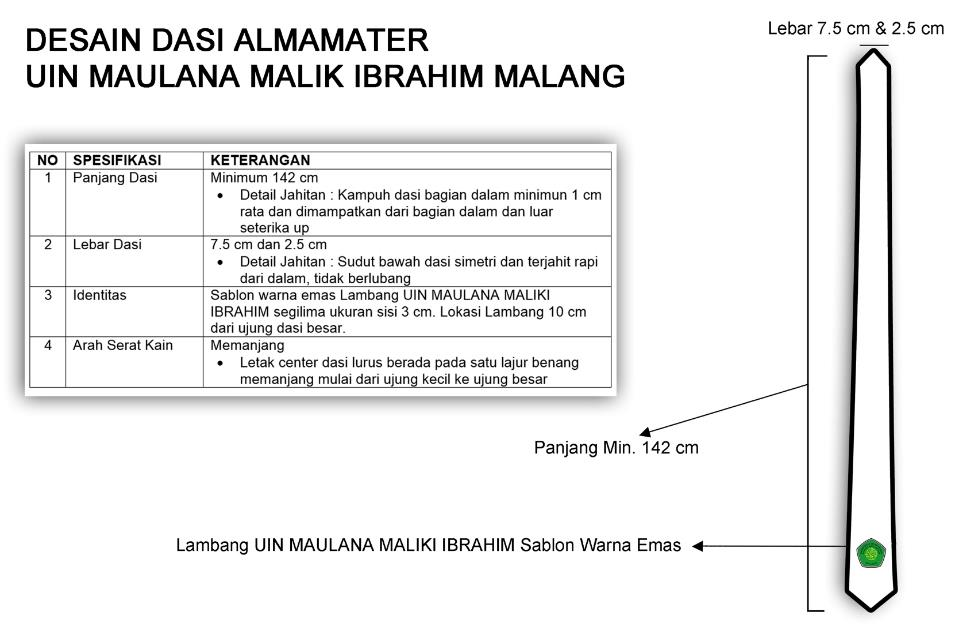 DESAIN DASI ALMAMATER
UIN MAULANA MALIK IBRAHIM MALANG
Lebar 7.5 cm & 2.5 cm
NO SPESIFIKASI KETERANGAN
1 Panjang Dasi Minimum 142 cm
• Detail Jahitan : Kampuh dasi bagian dalam minimun 1 cm
rata dan dimampatkan dari bagian dalam dan luar
seterika up
2 Lebar Dasi 7.5 cm dan 2.5 cm
• Detail Jahitan : Sudut bawah dasi simetri dan terjahit rapi
dari dalam, tidak berlubang
3 Identitas Sablon warna emas Lambang UIN MAULANA MALIKI
IBRAHIM segilima ukuran sisi 3 cm. Lokasi Lambang 10 cm
dari ujung dasi besar.
4 Arah Serat Kain Memanjang
• Letak center dasi lurus berada pada satu lajur benang
memanjang mulai dari ujung kecil ke ujung besar
Panjang Min. 142 cm
Lambang UIN MAULANA MALIKI IBRAHIM Sablon Warna Emas